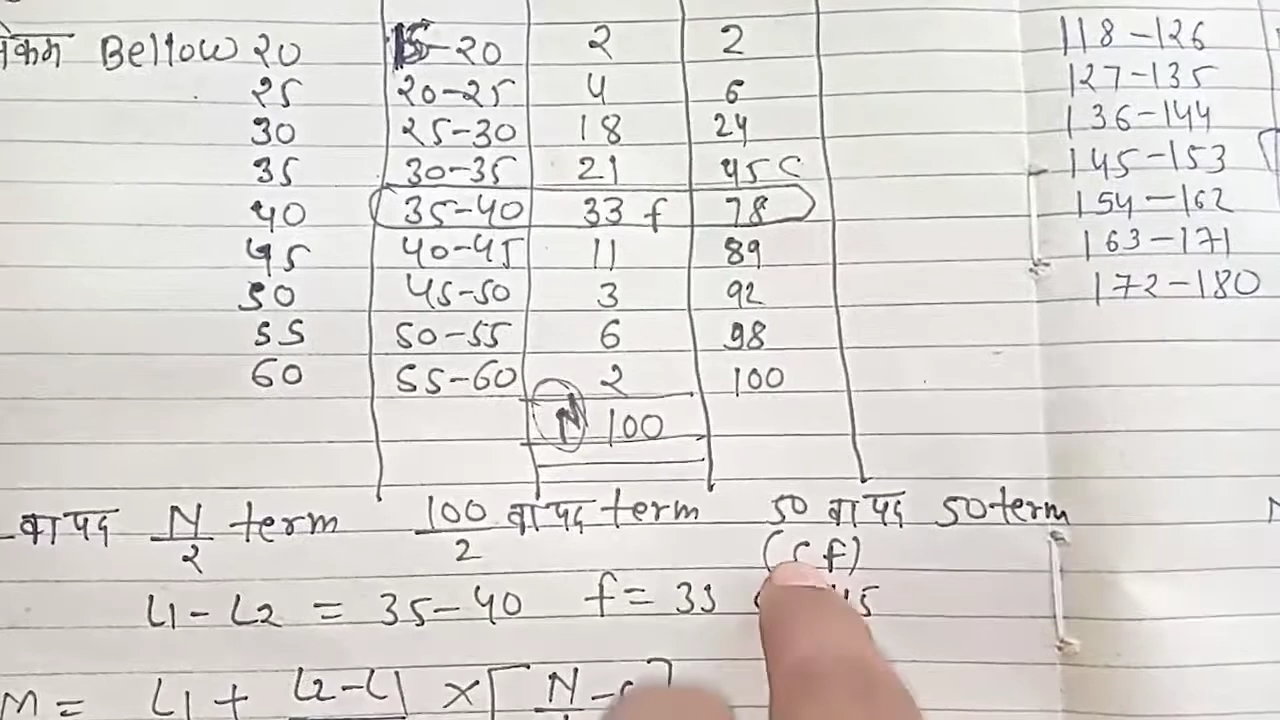 Bellow 20 15-20 2 2
25 20-25 4 6
30 25-30 18 24
35 30-35 21 45 C
40 35-40 33 f 78
45 40-45 11 89
50 45-50 3 92
55 50-55 6 98
60 55-60 2 100
N 100
वा पद N/2 term 100/2 वा पद term 50 वा पद 50 term
(cf)
L1-L2 = 35-40 f = 33 45
M = L1 + L2-L1 × [ N
118-126
127-135
136-144
145-153
154-162
163-171
172-180